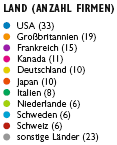 LAND (ANZAHL FIRMEN)
USA (33)
Großbritannien (19)
Frankreich (15)
Kanada (11)
Deutschland (10)
Japan (10)
Italien (8)
Niederlande (6)
Schweden (6)
Schweiz (6)
sonstige Länder (23)